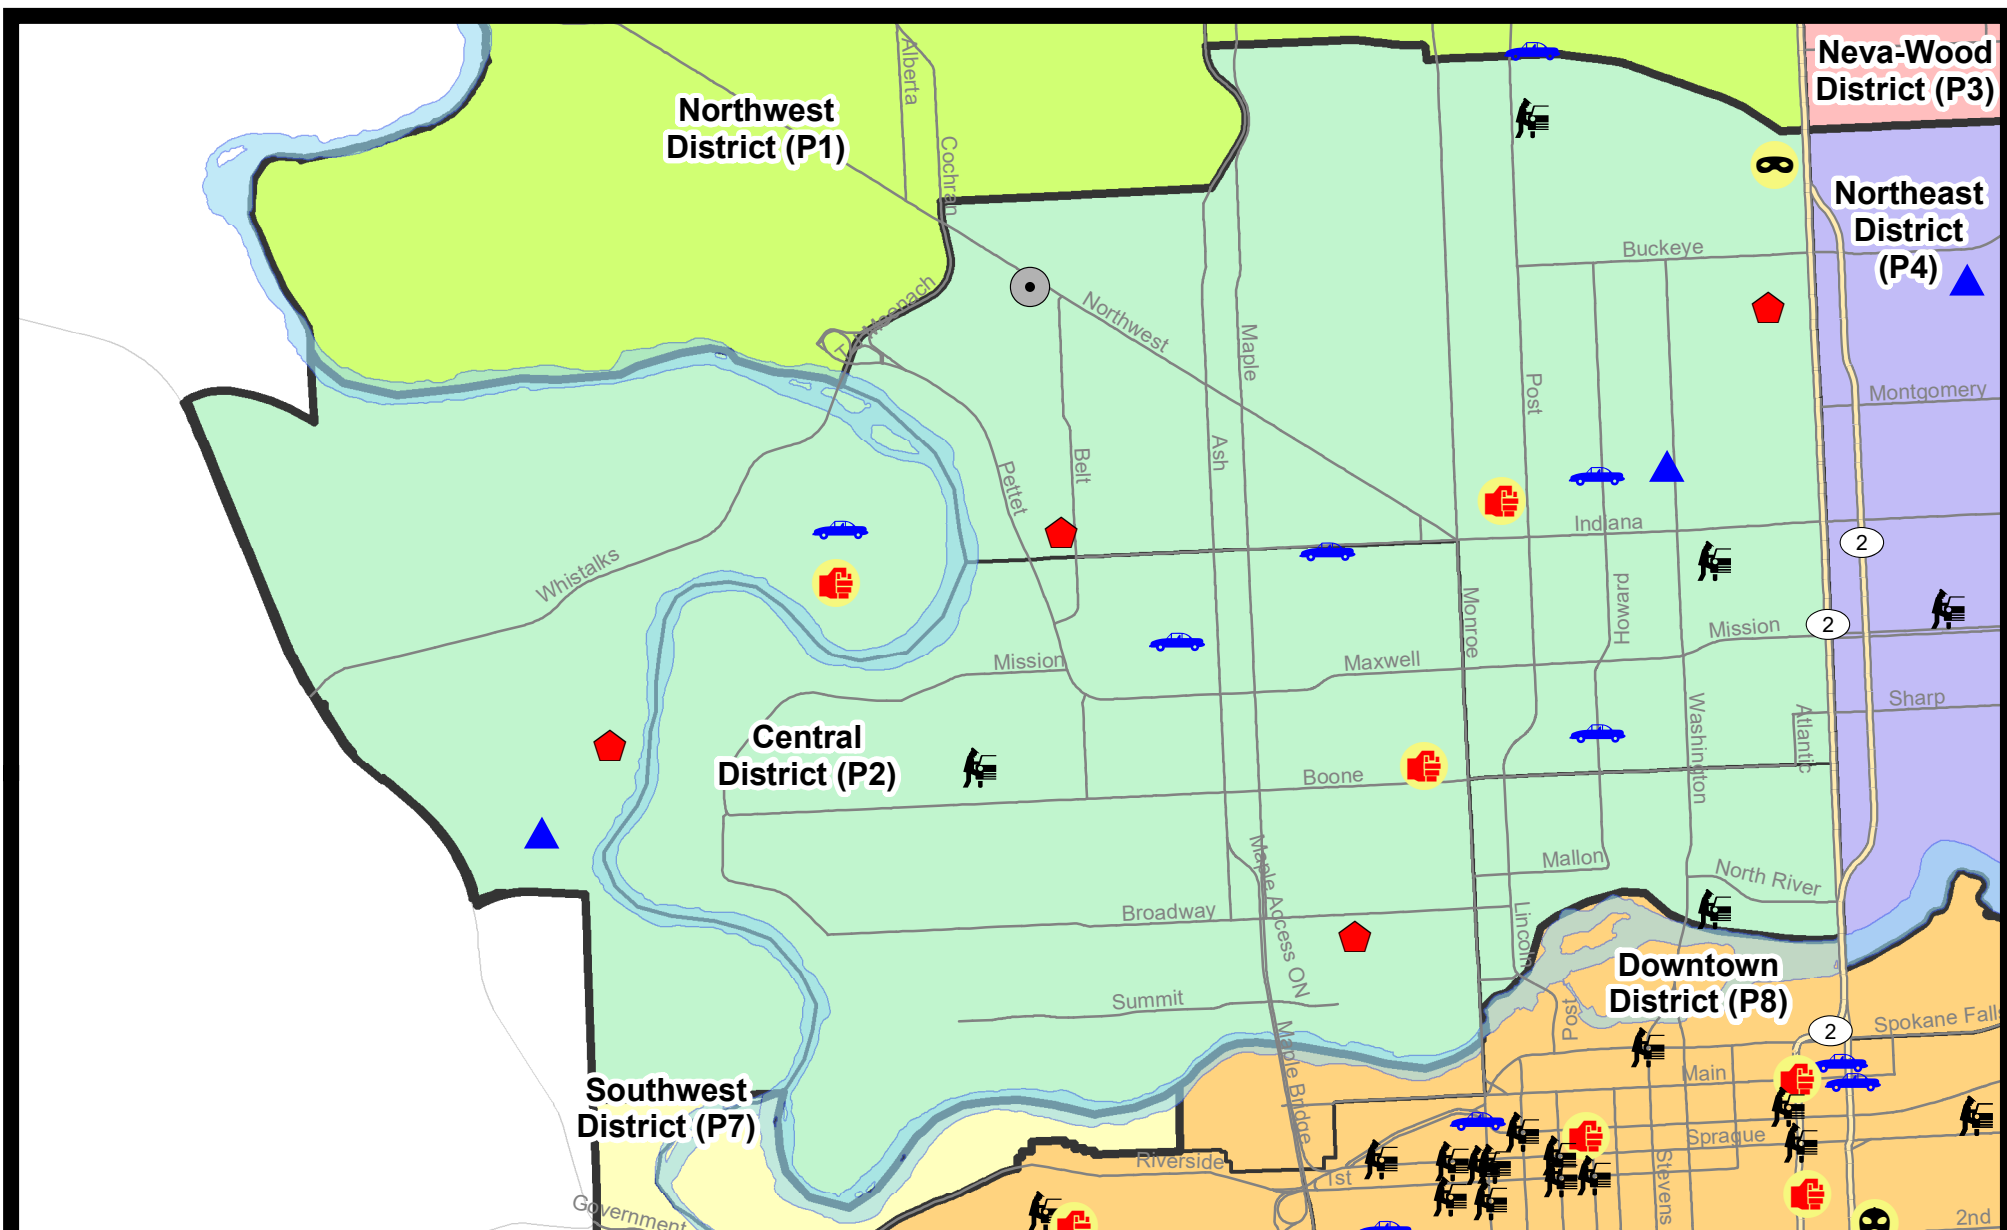 Neva-Wood
District (P3)
Northwest
District (P1)
Alberta
Cochran
Northeast
District
(P4)
Buckeye
Northwest
Maple
Post
Montgomery
Ash
Belt
Pettet
Indiana
2
Whistalks
Howard
Monroe
2
Mission
Mission
Maxwell
Sharp
Washington
Atlantic
Central
District (P2)
Boone
Mallon
North River
Maple Access ON
Broadway
Lincoln
Downtown
District (P8)
Summit
Post
2
Spokane Falls
Maple Bridge
Main
Southwest
District (P7)
Sprague
Riverside
1st
Stevens
Government
2nd